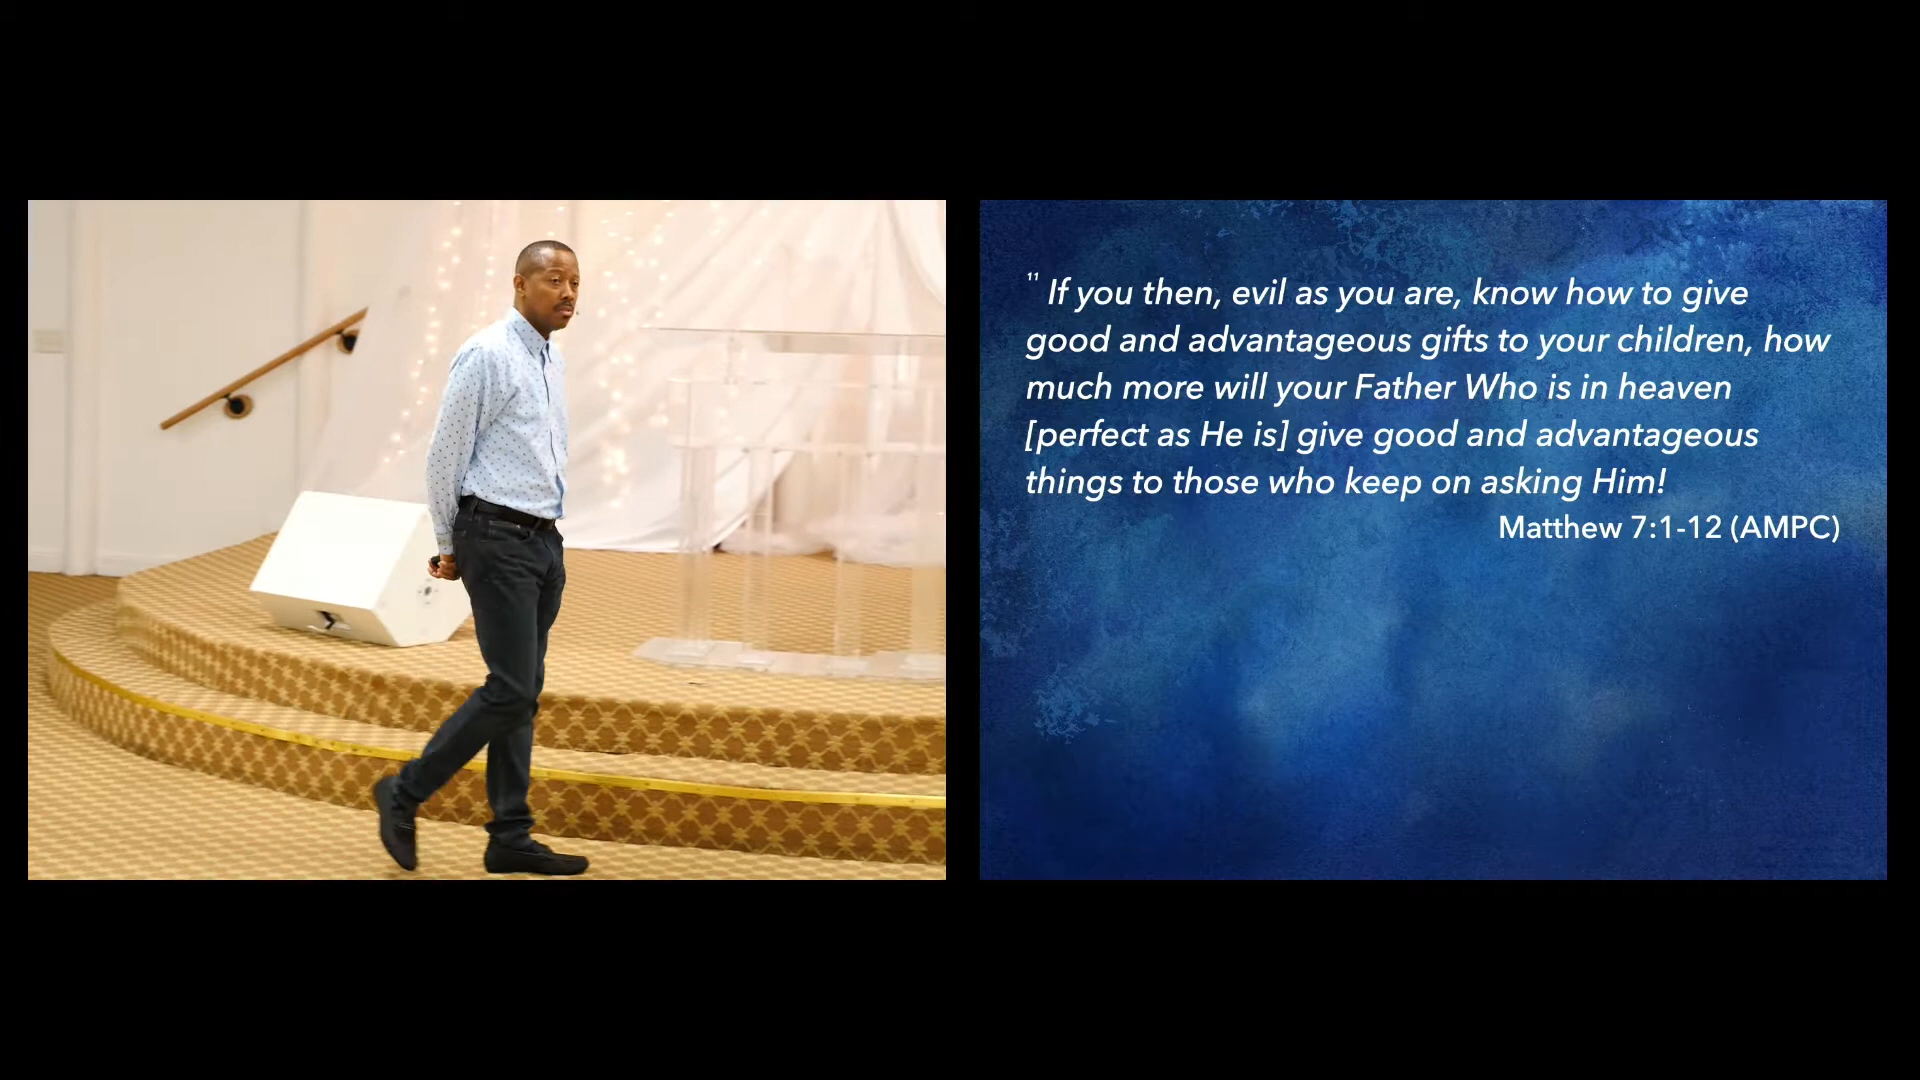 11 If you then, evil as you are, know how to give
good and advantageous gifts to your children, how
much more will your Father Who is in heaven
[perfect as He is] give good and advantageous
things to those who keep on asking Him!
Matthew 7:1-12 (AMPC)